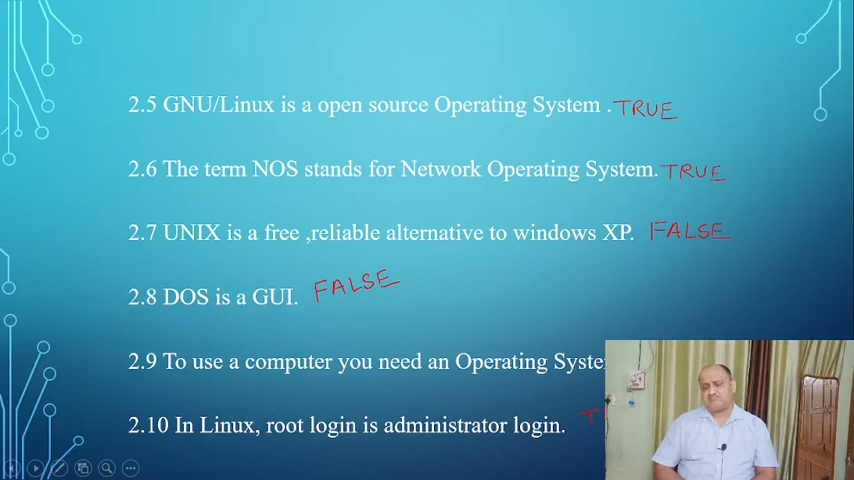 2.5 GNU/Linux is a open source Operating System . TRUE
2.6 The term NOS stands for Network Operating System. TRUE
2.7 UNIX is a free ,reliable alternative to windows XP. FALSE
2.8 DOS is a GUI. FALSE
2.9 To use a computer you need an Operating
2.10 In Linux, root login is administrator login.